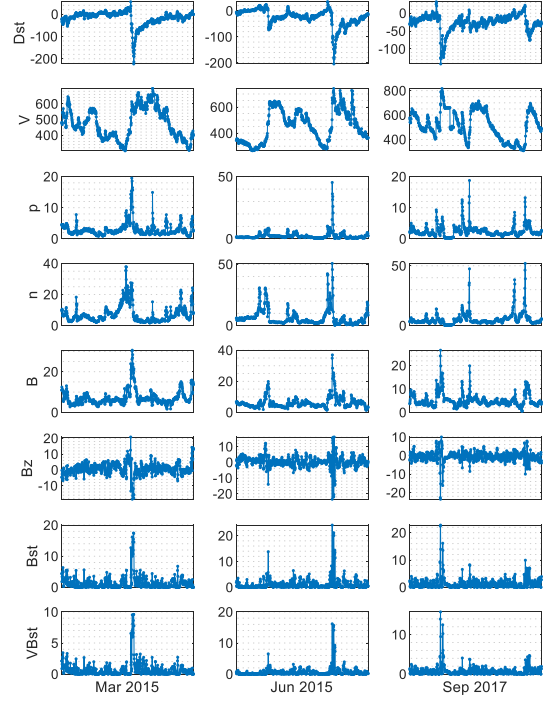 Dst 0 -100 -200 0 -100 -200 0 -50 -100
V 600 400 600 400 800 600 400
p 20 10 0 50 0 20 10 0
n 40 20 0 50 0 50 0
B 20 0 40 20 0 20 10 0
Bz 20 10 0 -10 10 0 -10 -20 10 0 -10 -20
Bst 20 10 0 20 10 0 20 10 0
VBst 10 5 0 20 10 0 10 0
Mar 2015 Jun 2015 Sep 2017